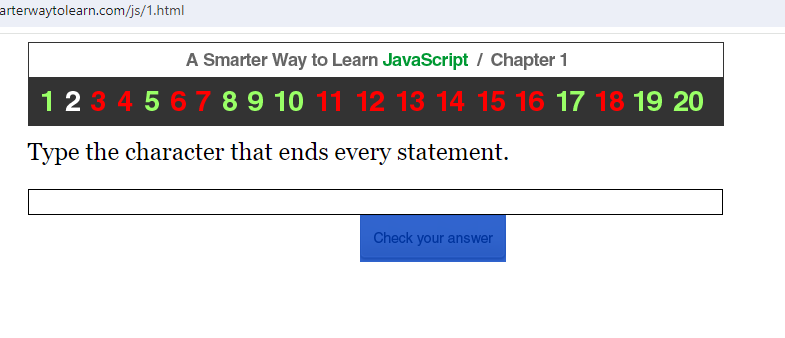 arterwaytolearn.com/js/1.html
A Smarter Way to Learn JavaScript / Chapter 1
1 2 3 4 5 6 7 8 9 10 11 12 13 14 15 16 17 18 19 20
Type the character that ends every statement.
Check your answer